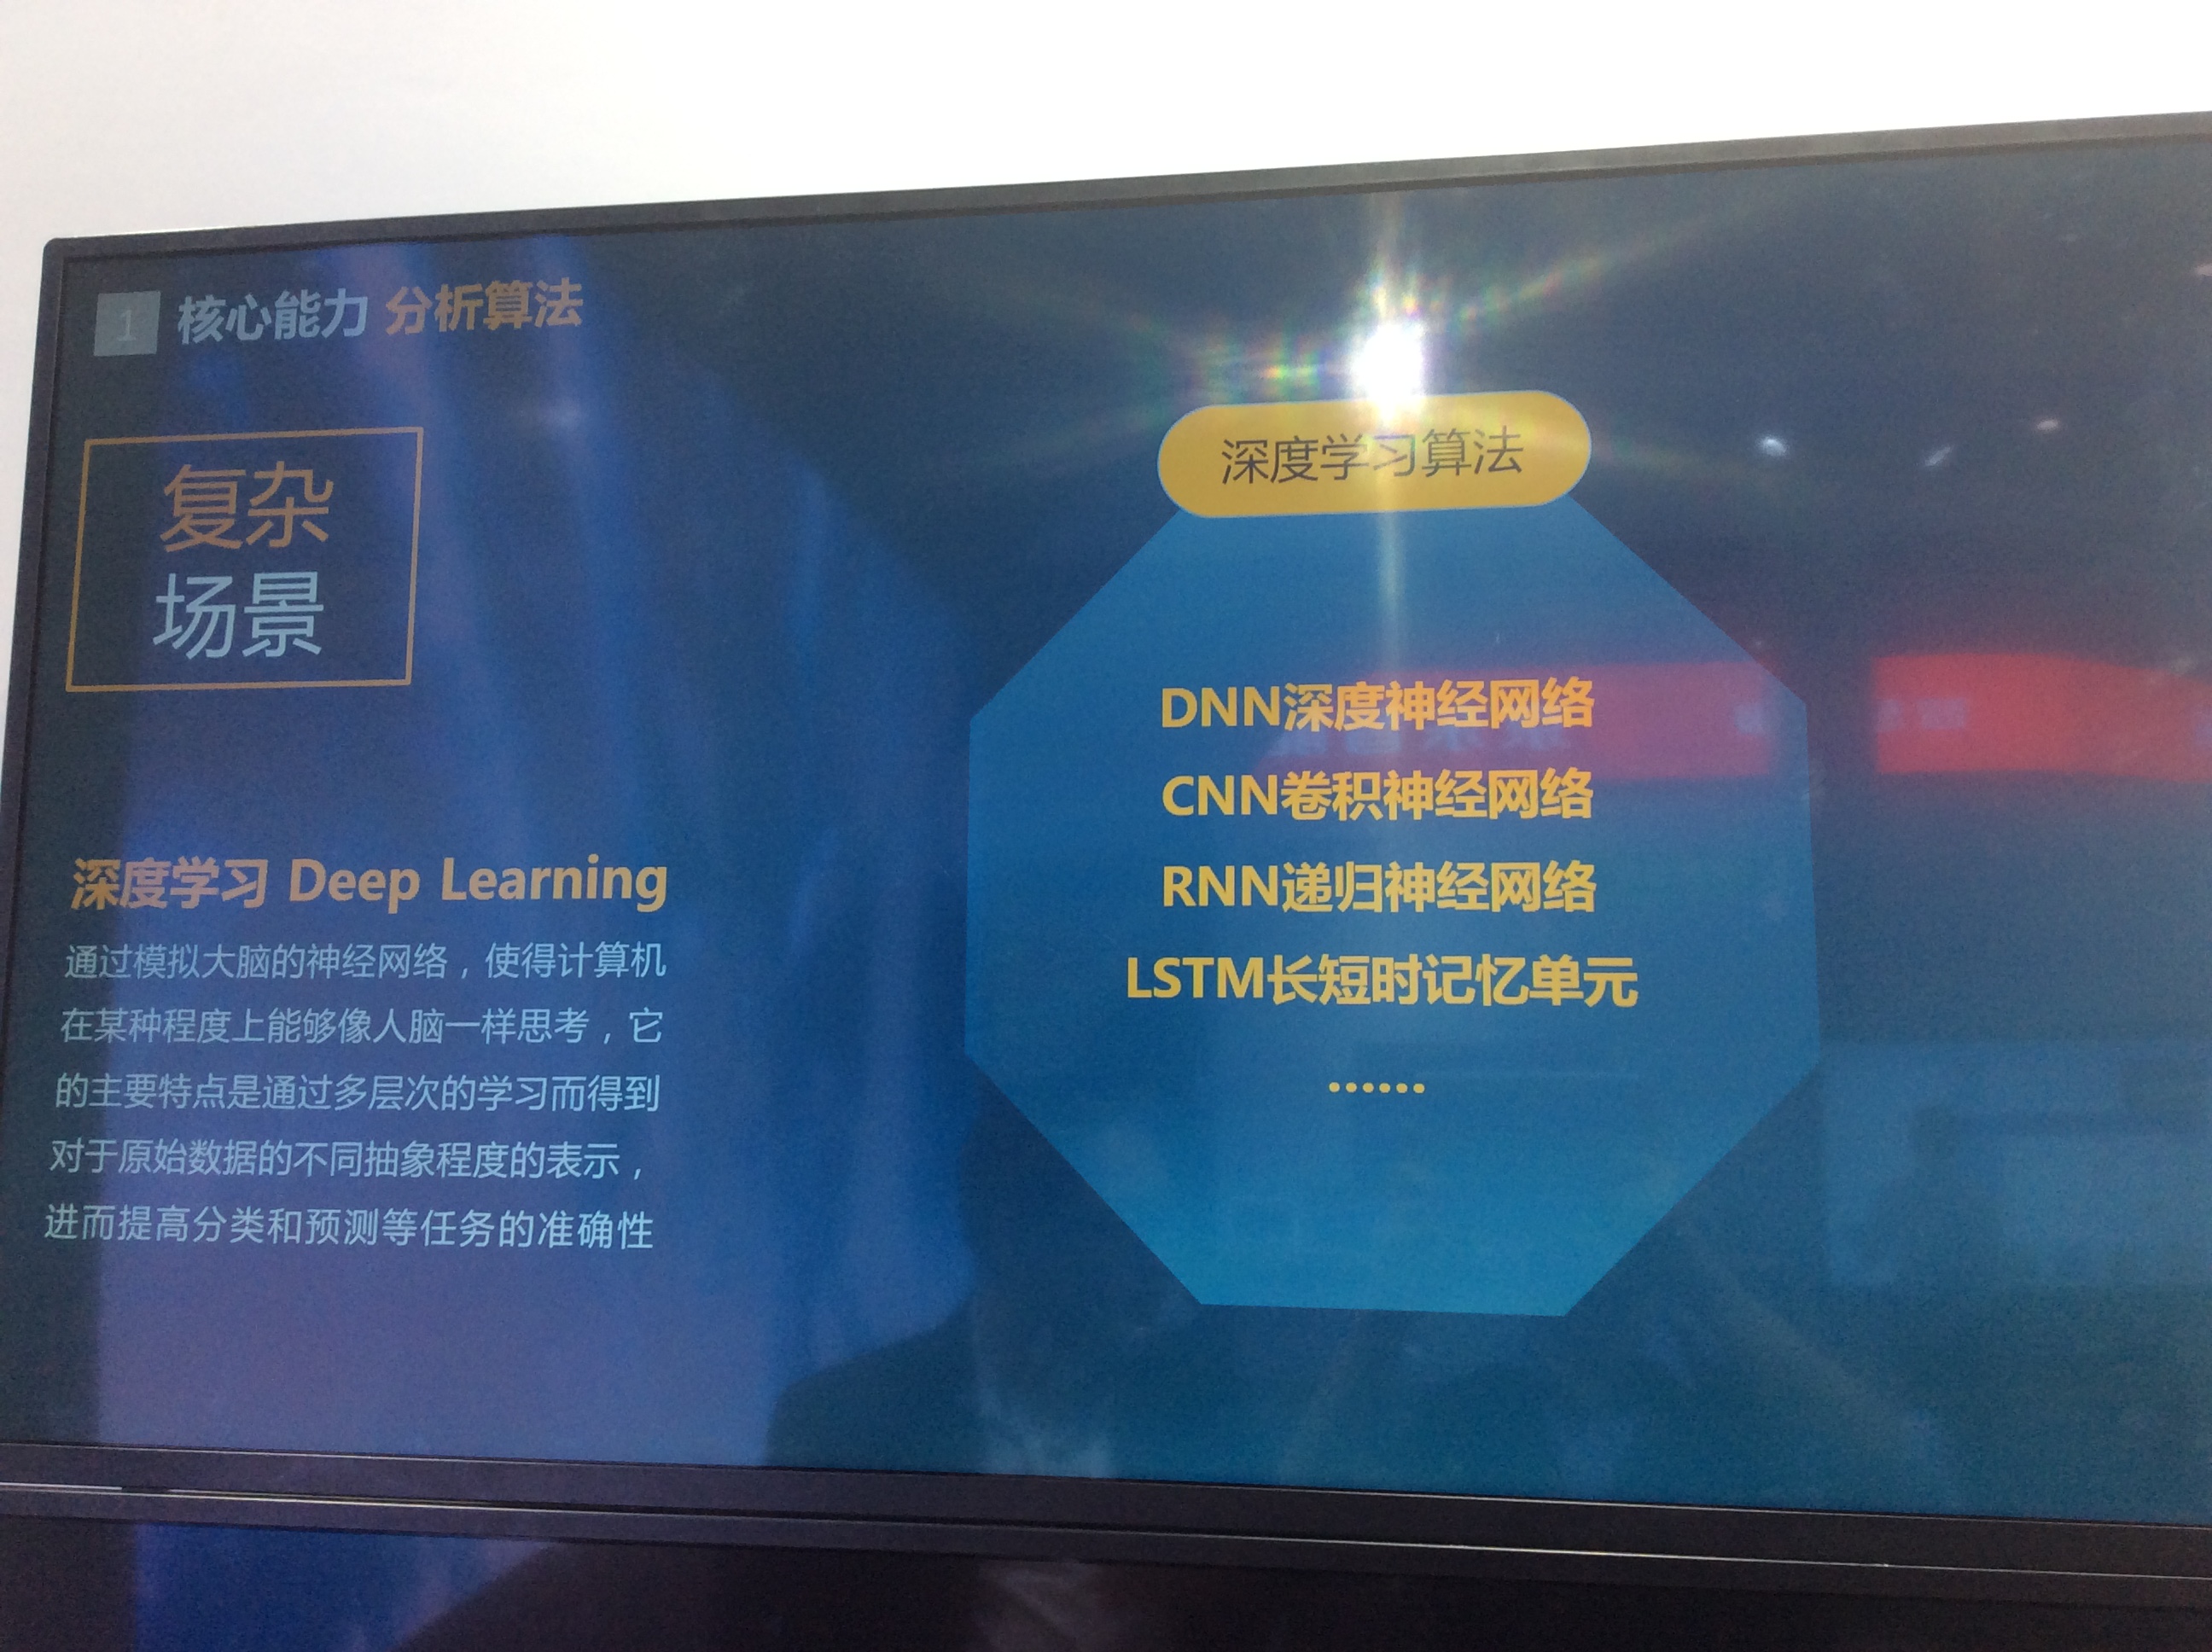 1 核心能力 分析算法
复杂
场景
深度学习 Deep Learning
通过模拟大脑的神经网络，使得计算机
在某种程度上能够像人脑一样思考，它
的主要特点是通过多层次的学习而得到
对于原始数据的不同抽象程度的表示，
进而提高分类和预测等任务的准确性
深度学习算法
DNN深度神经网络
CNN卷积神经网络
RNN递归神经网络
LSTM长短时记忆单元
……